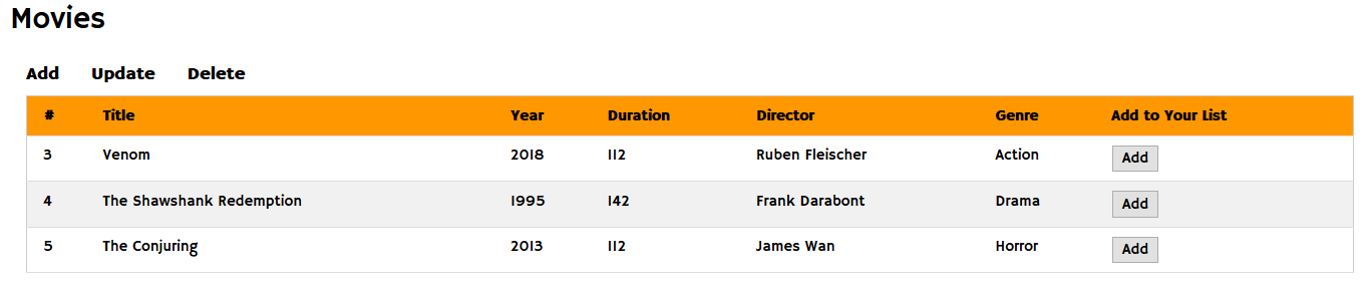 Movies
Add Update Delete
# Title Year Duration Director Genre Add to Your List
3 Venom 2018 112 Ruben Fleischer Action Add
4 The Shawshank Redemption 1995 142 Frank Darabont Drama Add
5 The Conjuring 2013 112 James Wan Horror Add